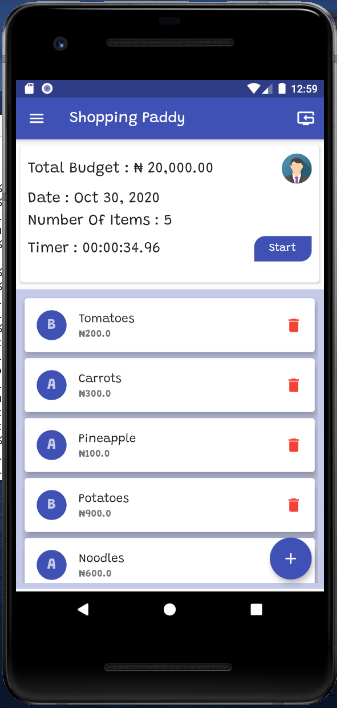 12:59
Shopping Paddy
Total Budget : ₦ 20,000.00
Date : Oct 30, 2020
Number Of Items : 5
Timer : 00:00:34.96
Start
B
Tomatoes
₦200.0
A
Carrots
₦300.0
A
Pineapple
₦100.0
B
Potatoes
₦900.0
A
Noodles
₦600.0
+